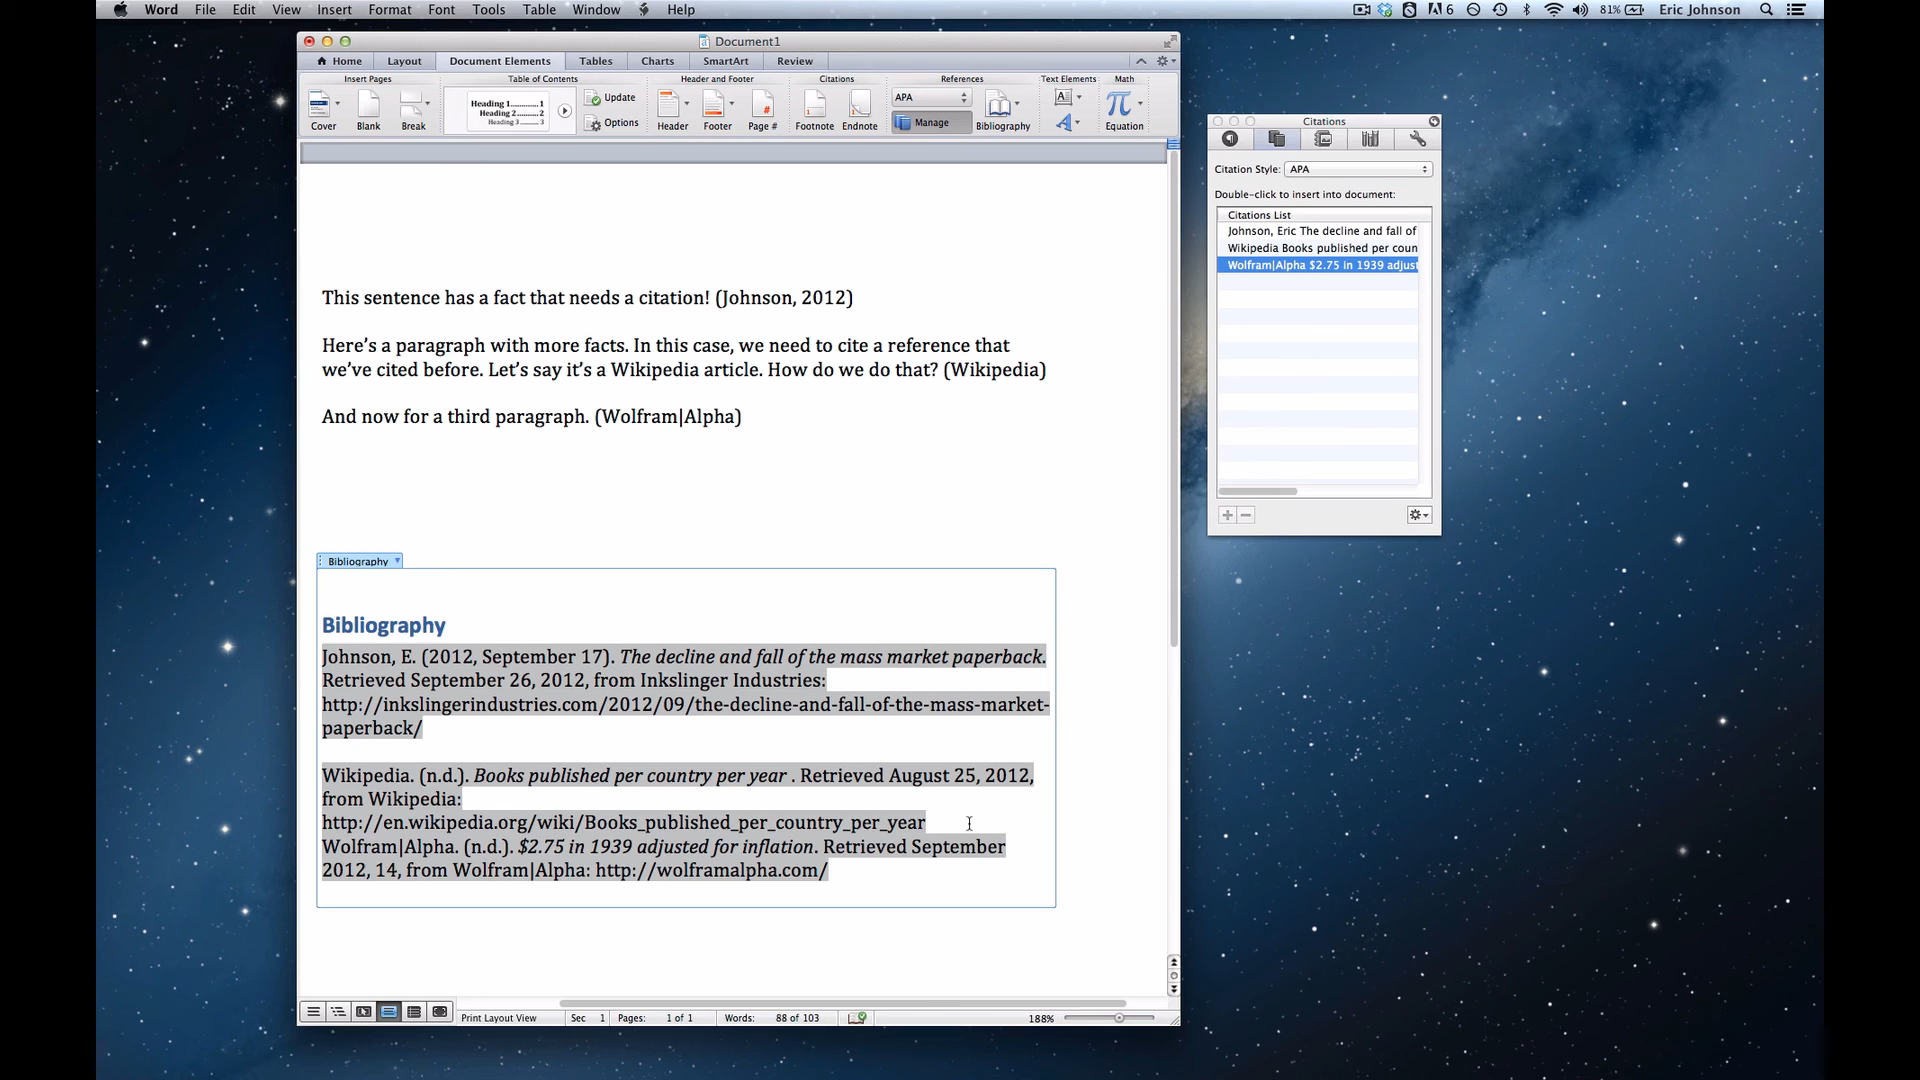 Word File Edit View Insert Format Font Tools Table Window Help 6 81% Eric Johnson
Document1
Home Layout Document Elements Tables Charts SmartArt Review
Insert Pages Table of Contents Header and Footer Citations References Text Elements Math
Cover Blank Break
Heading 1 1
Heading 2 2
Heading 3 3
Update
Options
Header Footer Page #
Footnote Endnote
APA
Manage
Bibliography
Equation
This sentence has a fact that needs a citation! (Johnson, 2012)
Here’s a paragraph with more facts. In this case, we need to cite a reference that
we’ve cited before. Let’s say it’s a Wikipedia article. How do we do that? (Wikipedia)
And now for a third paragraph. (Wolfram|Alpha)
Bibliography
Bibliography
Johnson, E. (2012, September 17). The decline and fall of the mass market paperback.
Retrieved September 26, 2012, from Inkslinger Industries:
http://inkslingerindustries.com/2012/09/the-decline-and-fall-of-the-mass-market-
paperback/
Wikipedia. (n.d.). Books published per country per year . Retrieved August 25, 2012,
from Wikipedia:
http://en.wikipedia.org/wiki/Books_published_per_country_per_year
Wolfram|Alpha. (n.d.). $2.75 in 1939 adjusted for inflation. Retrieved September
2012, 14, from Wolfram|Alpha: http://wolframalpha.com/
Print Layout View Sec 1 Pages: 1 of 1 Words: 88 of 103 188%
Citations
Citation Style: APA
Double-click to insert into document:
Citations List
Johnson, Eric The decline and fall of
Wikipedia Books published per coun
Wolfram|Alpha $2.75 in 1939 adjust